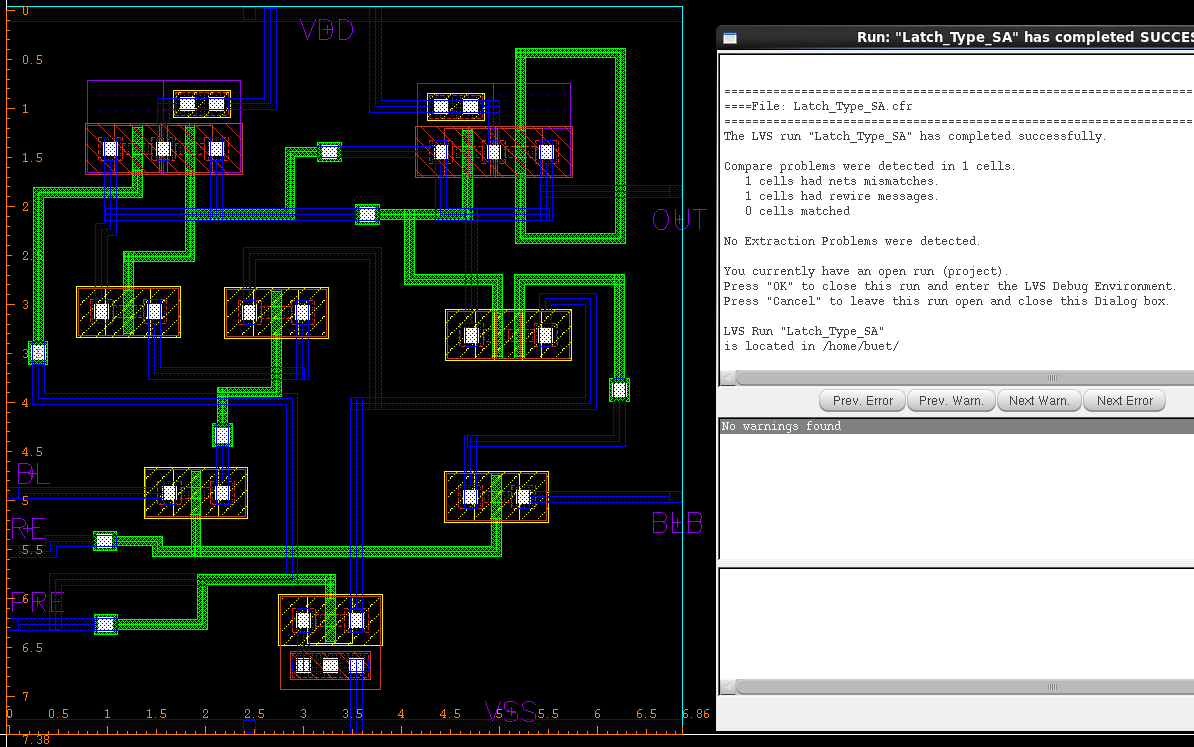 0
VDD
0.5
1
1.5
2
OUT
2.5
3
3
4
4.5
BL
5
BLB
RE
5.5
PRE
6
6.5
7
VSS
0 0.5 1 1.5 2 2.5 3 3.5 4 4.5 5 5.5 6 6.5 6.86
7.38
Run: "Latch_Type_SA" has completed SUCCES
================================================================
====File: Latch_Type_SA.cfr
================================================================
The LVS run "Latch_Type_SA" has completed successfully.
Compare problems were detected in 1 cells.
1 cells had nets mismatches.
1 cells had rewire messages.
0 cells matched
No Extraction Problems were detected.
You currently have an open run (project).
Press "OK" to close this run and enter the LVS Debug Environment.
Press "Cancel" to leave this run open and close this Dialog box.
LVS Run "Latch_Type_SA"
is located in /home/buet/
Prev. Error Prev. Warn. Next Warn. Next Error
No warnings found